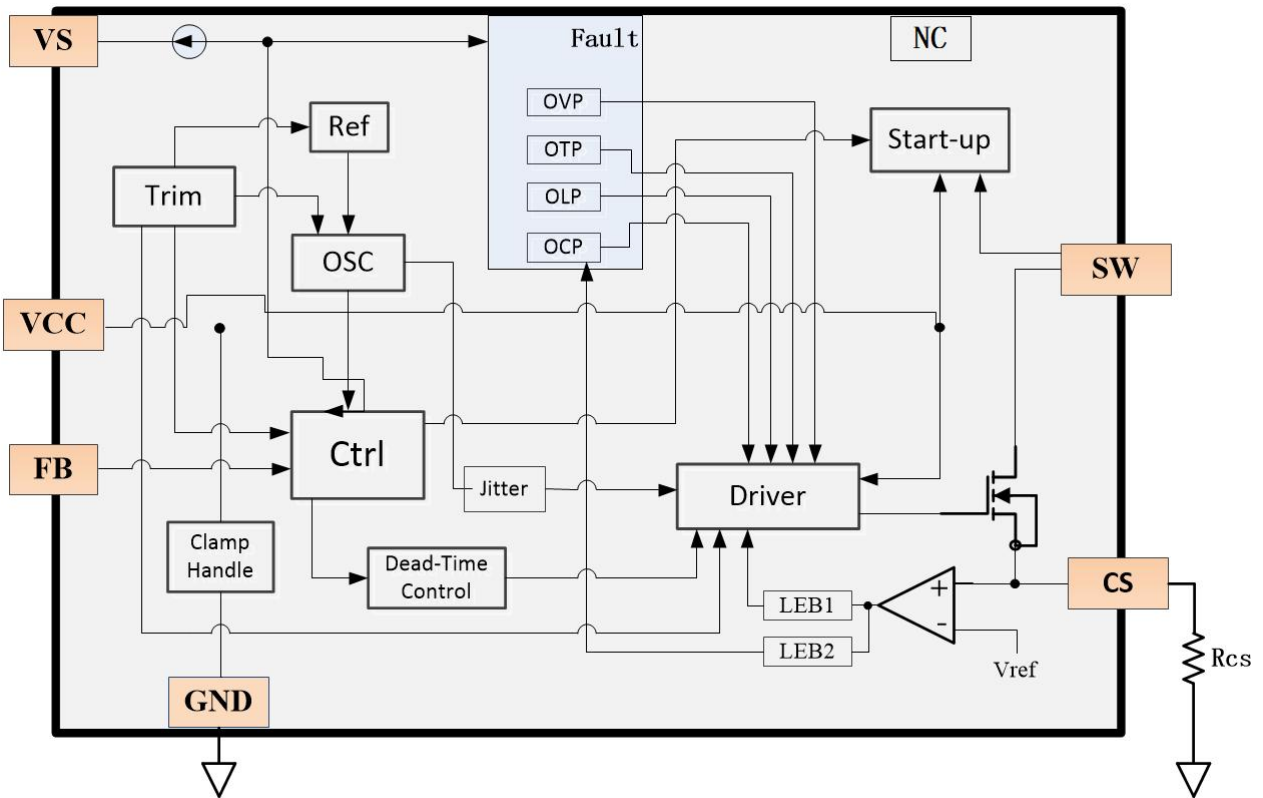 VS
Fault
NC
OVP
Ref
Start-up
OTP
Trim
OLP
OCP
OSC
SW
VCC
Ctrl
FB
Jitter
Driver
Clamp
Handle
Dead-Time
Control
CS
+
LEB1
-
LEB2
Vref
Rcs
GND